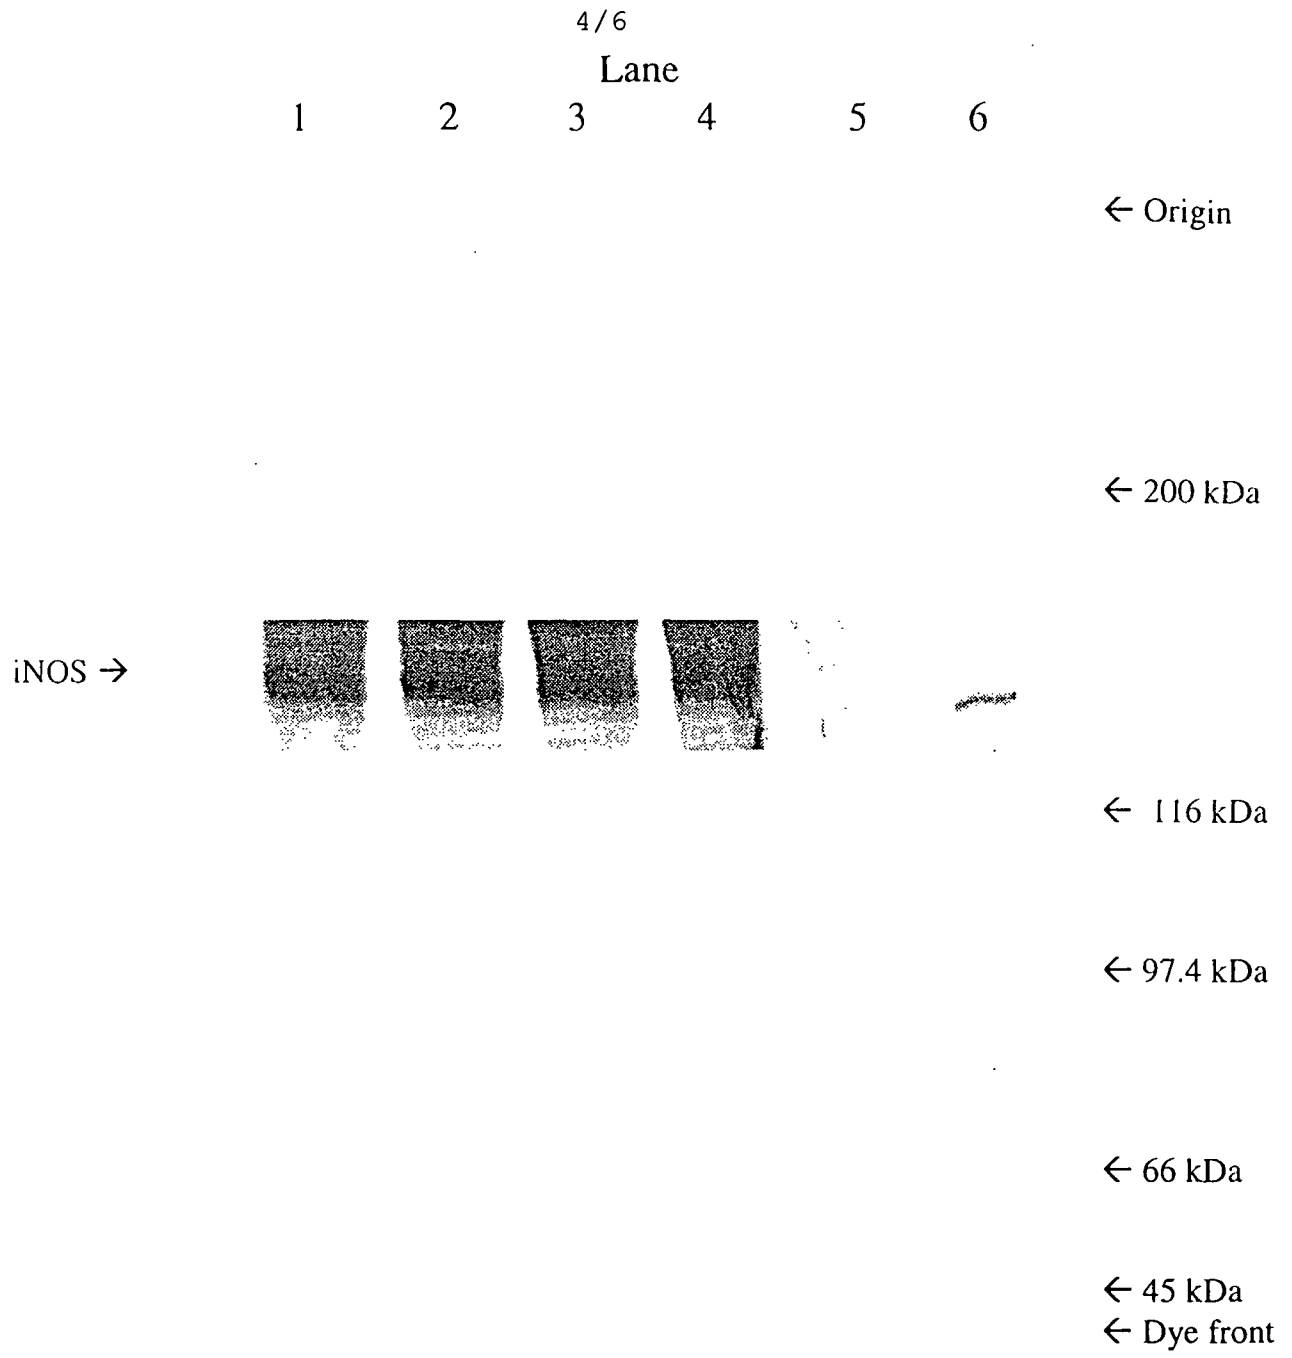 4/6
Lane
1 2 3 4 5 6
← Origin
← 200 kDa
iNOS →
← 116 kDa
← 97.4 kDa
← 66 kDa
← 45 kDa
← Dye front